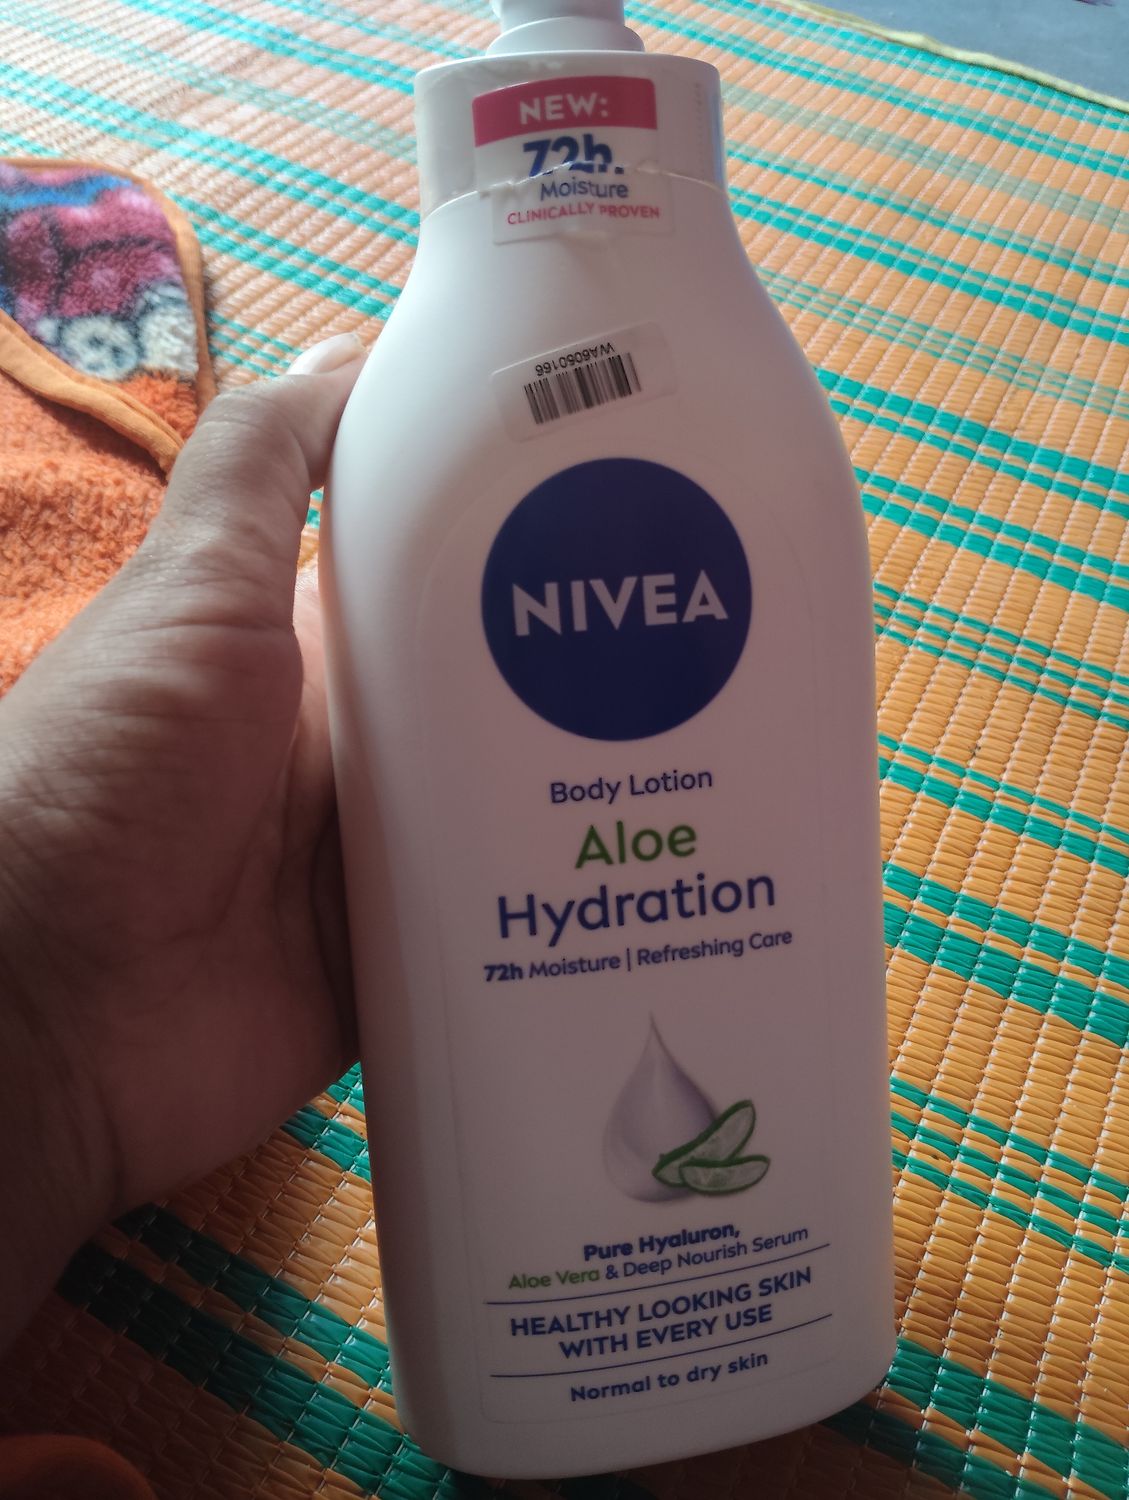 NEW:
72h
Moisture
CLINICALLY PROVEN
WA6050166
NIVEA
Body Lotion
Aloe
Hydration
72h Moisture | Refreshing Care
Pure Hyaluron,
Aloe Vera & Deep Nourish Serum
HEALTHY LOOKING SKIN
WITH EVERY USE
Normal to dry skin